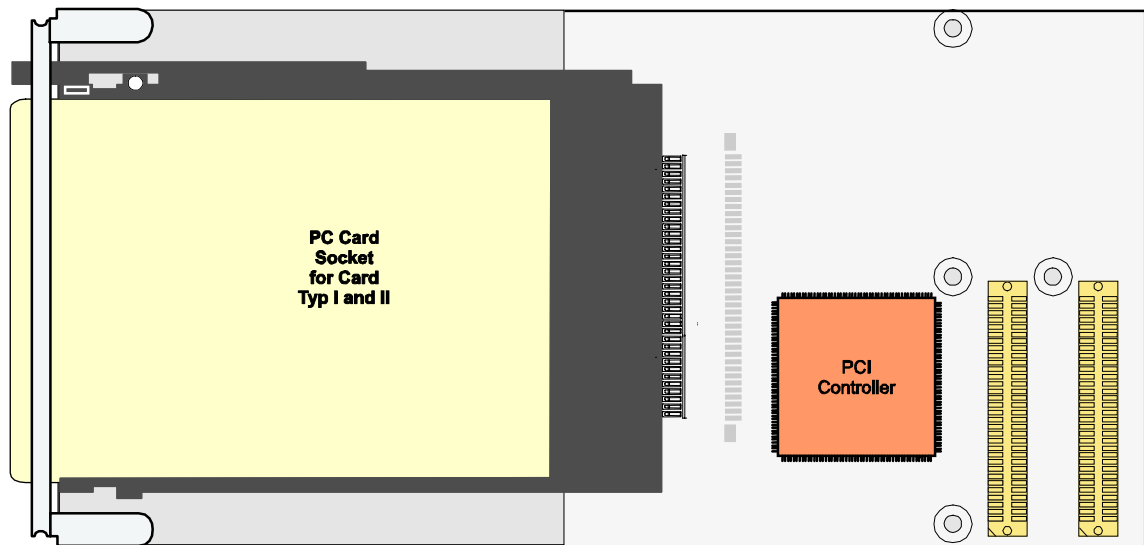 PC Card
Socket
for Card
Typ I and II
PCI
Controller